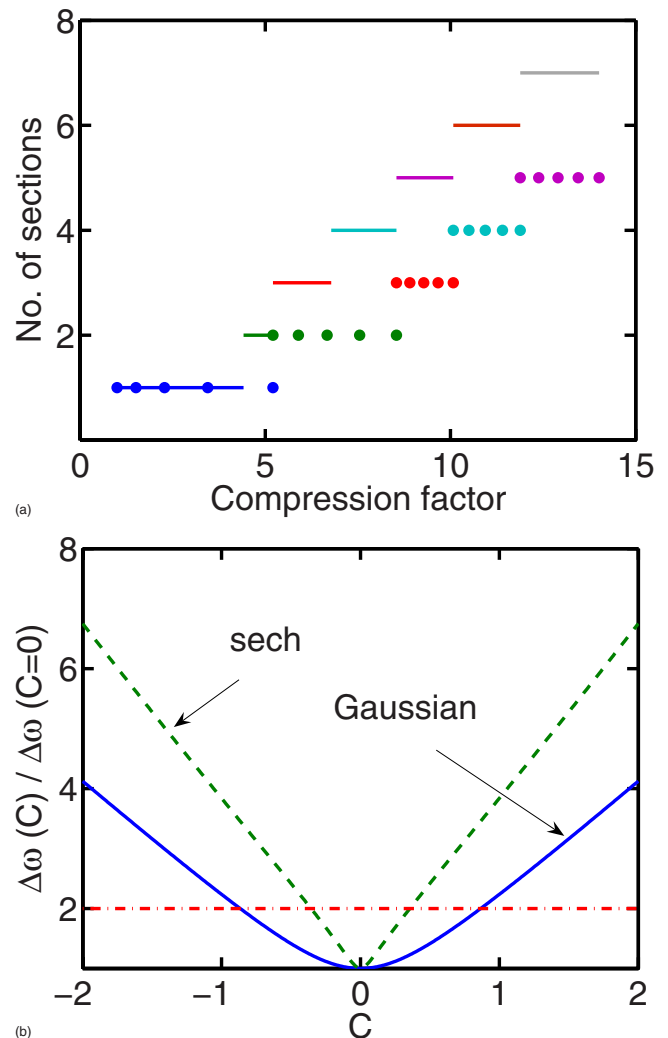 8
6
4
2
No. of sections
0
5
10
15
Compression factor
(a)
8
6
4
2
Δω (C) / Δω (C=0)
sech
Gaussian
−2
−1
0
1
2
C
(b)